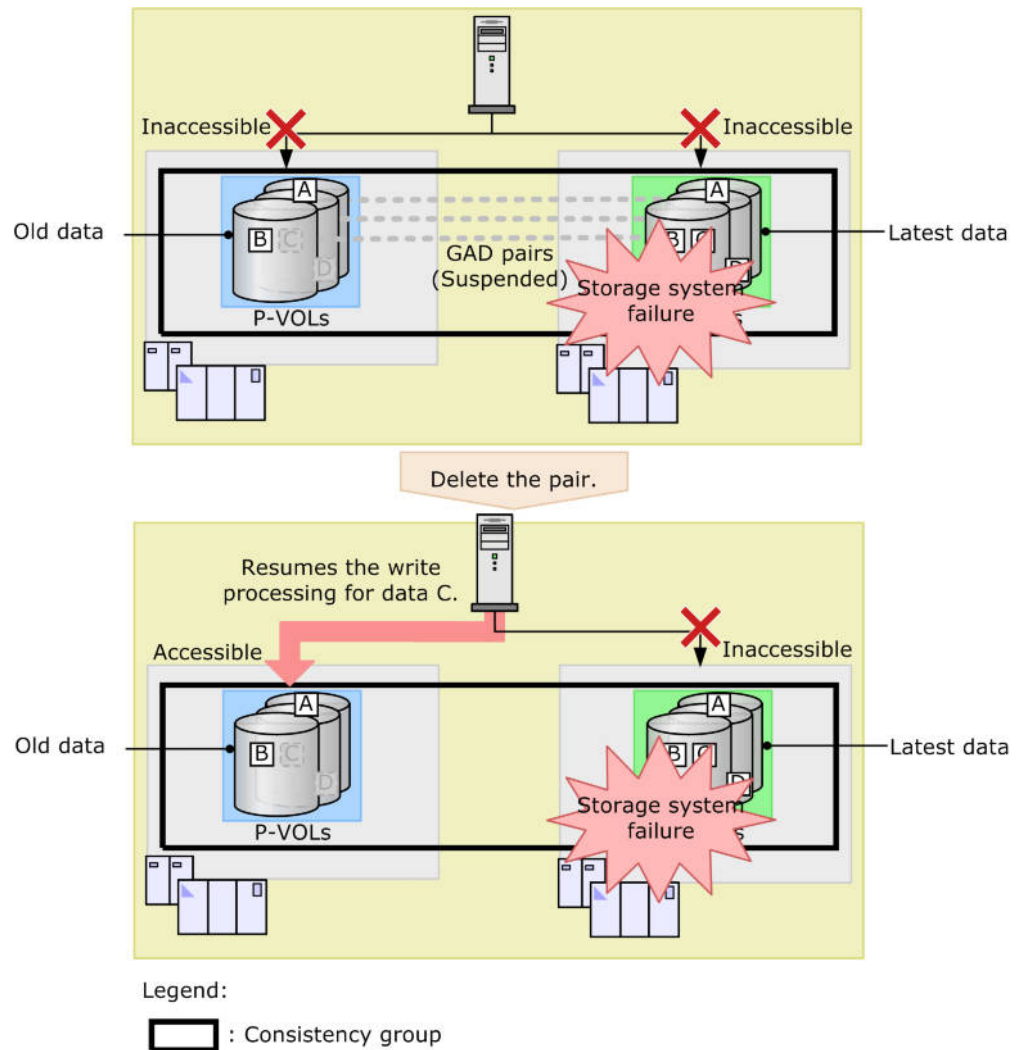 Inaccessible
Inaccessible
A
A
Old data
B
C
D
GAD pairs
(Suspended)
B
C
D
Latest data
Storage system
failure
P-VOLs
s
Delete the pair.
Resumes the write
processing for data C.
Accessible
Inaccessible
A
A
Old data
B
C
D
B
C
D
Latest data
Storage system
failure
P-VOLs
s
Legend:
: Consistency group